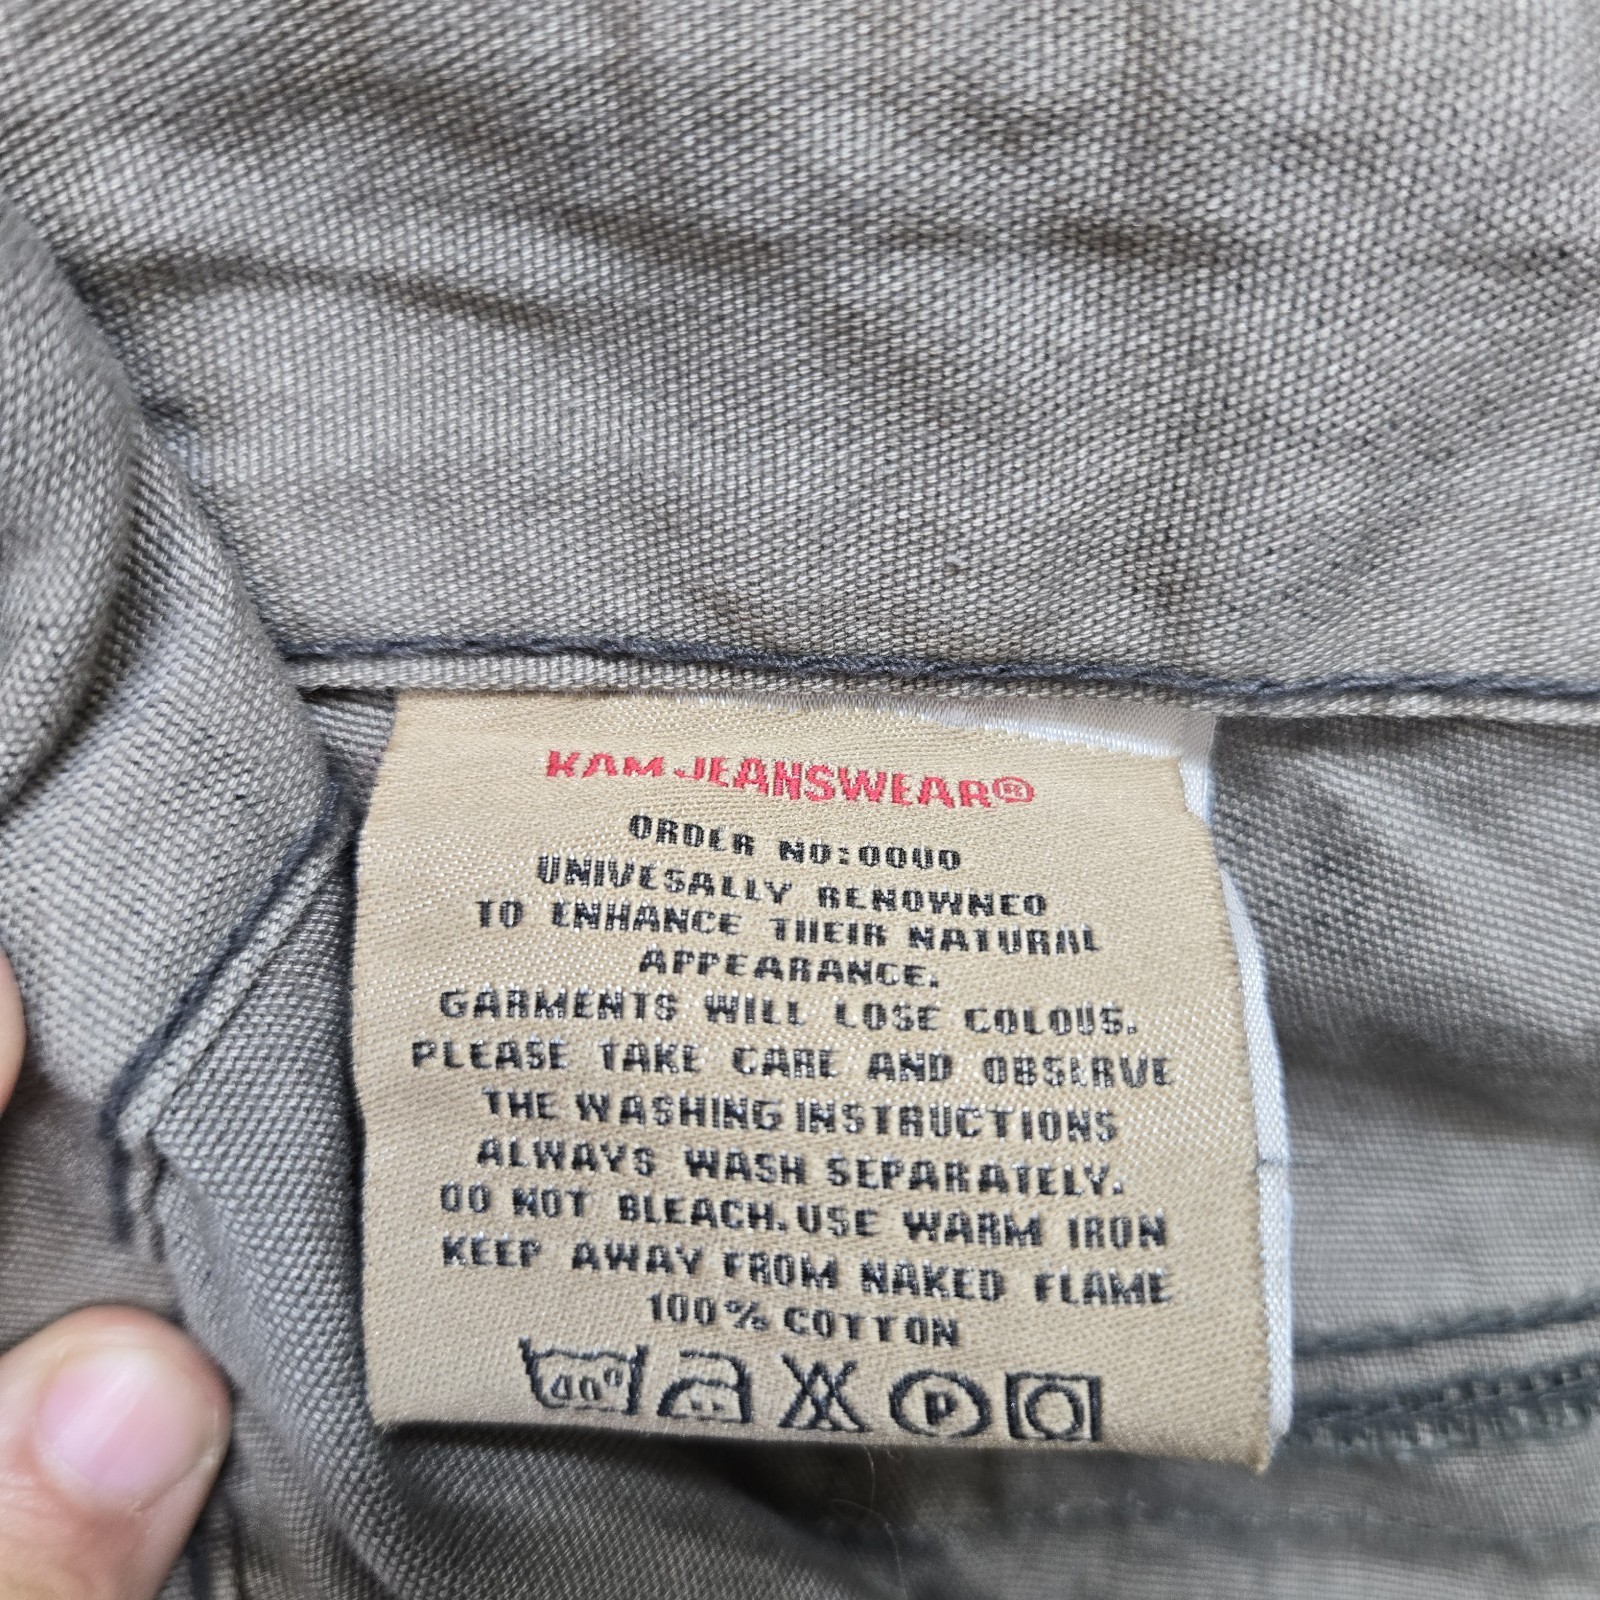 KAM JEANSWEAR®
ORDER NO:0000
UNIVESALLY RENOWNED
TO ENHANCE THEIR NATURAL
APPEARANCE.
GARMENTS WILL LOSE COLOUS.
PLEASE TAKE CARE AND OBSERVE
THE WASHING INSTRUCTIONS
ALWAYS WASH SEPARATELY.
DO NOT BLEACH.USE WARM IRON
KEEP AWAY FROM NAKED FLAME
100% COTTON
40° P